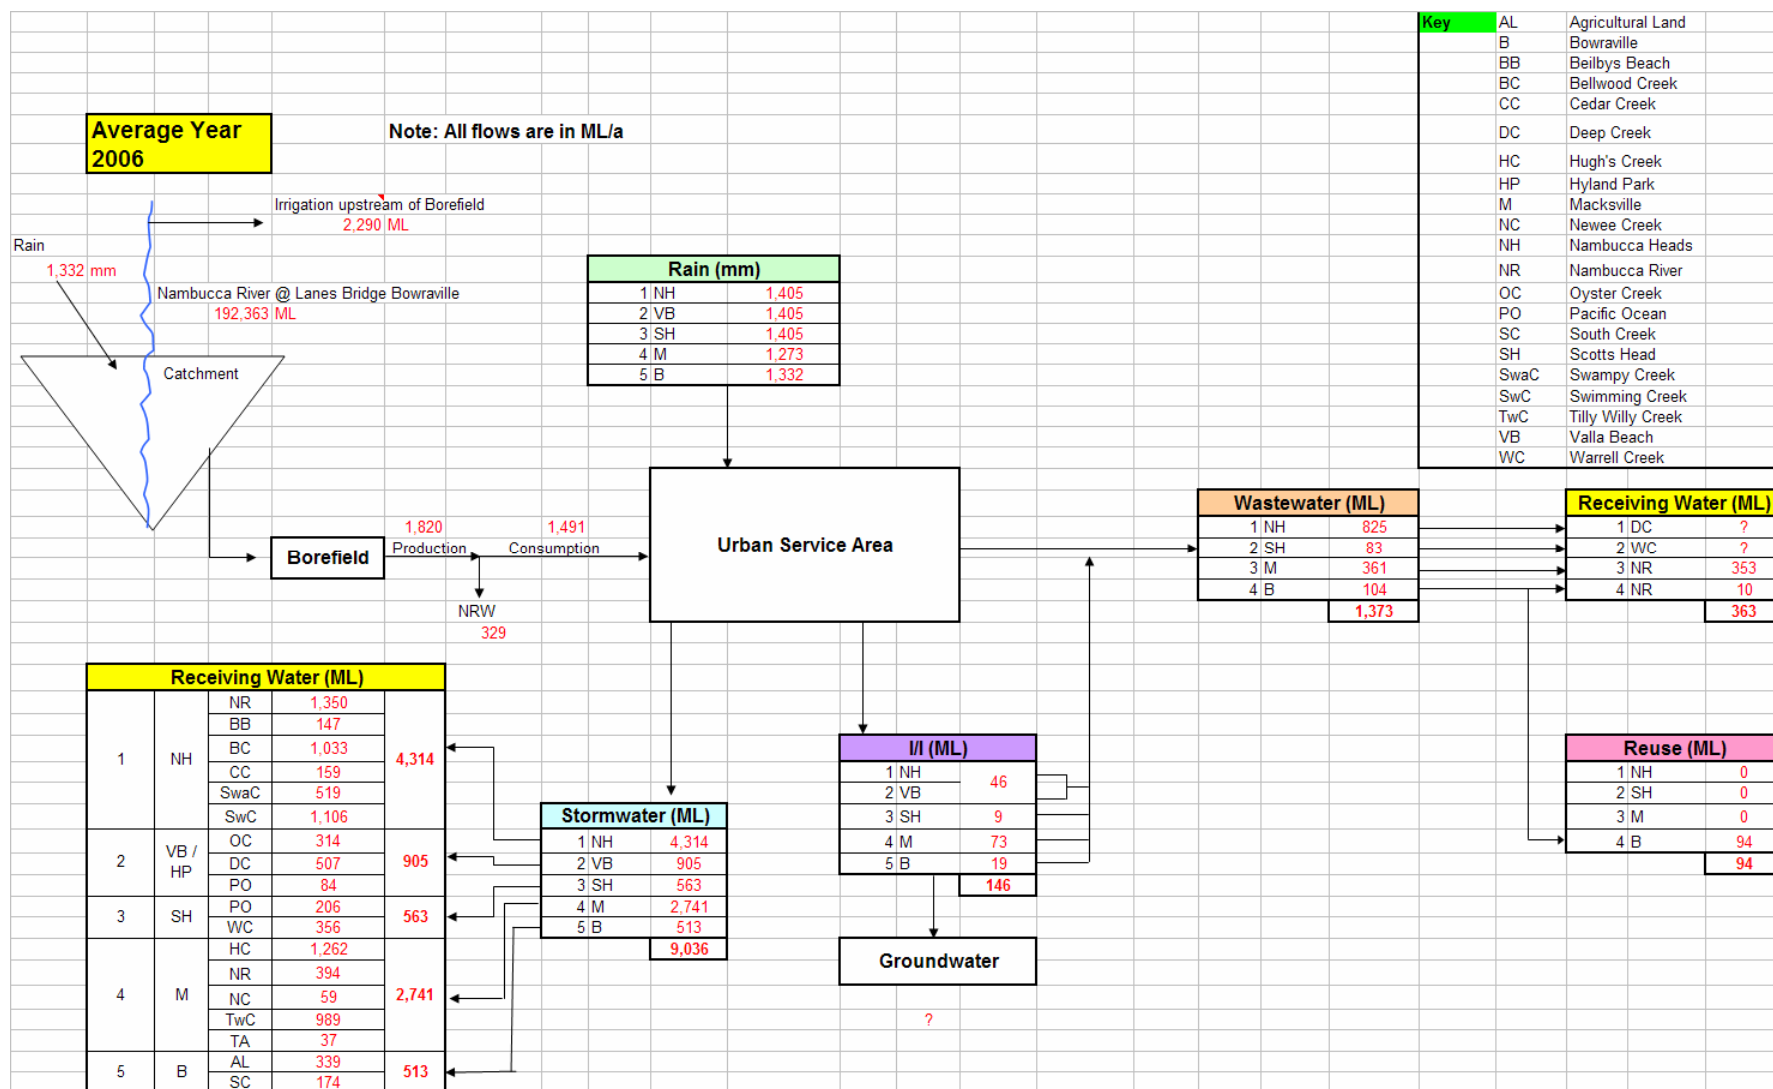 Key AL Agricultural Land
B Bowraville
BB Beilbys Beach
BC Bellwood Creek
CC Cedar Creek
DC Deep Creek
HC Hugh's Creek
HP Hyland Park
M Macksville
NC Newee Creek
NH Nambucca Heads
NR Nambucca River
OC Oyster Creek
PO Pacific Ocean
SC South Creek
SH Scotts Head
SwaC Swampy Creek
SwC Swimming Creek
TwC Tilly Willy Creek
VB Valla Beach
WC Warrell Creek
Average Year
2006
Note: All flows are in ML/a
Irrigation upstream of Borefield
2,290 ML
Rain
1,332 mm
Nambucca River @ Lanes Bridge Bowraville
192,363 ML
Catchment
Rain (mm)
1 NH 1,405
2 VB 1,405
3 SH 1,405
4 M 1,273
5 B 1,332
Borefield
1,820
Production
1,491
Consumption
NRW
329
Urban Service Area
Wastewater (ML)
1 NH 825
2 SH 83
3 M 361
4 B 104
1,373
Receiving Water (ML)
1 DC ?
2 WC ?
3 NR 353
4 NR 10
363
Receiving Water (ML)
1 NH 4,314
NR 1,350
BB 147
BC 1,033
CC 159
SwaC 519
SwC 1,106
2 VB / HP 905
OC 314
DC 507
PO 84
3 SH 563
PO 206
WC 356
4 M 2,741
HC 1,262
NR 394
NC 59
TwC 989
TA 37
5 B 513
AL 339
SC 174
Stormwater (ML)
1 NH 4,314
2 VB 905
3 SH 563
4 M 2,741
5 B 513
9,036
I/I (ML)
1 NH 46
2 VB
3 SH 9
4 M 73
5 B 19
146
Groundwater
?
Reuse (ML)
1 NH 0
2 SH 0
3 M 0
4 B 94
94